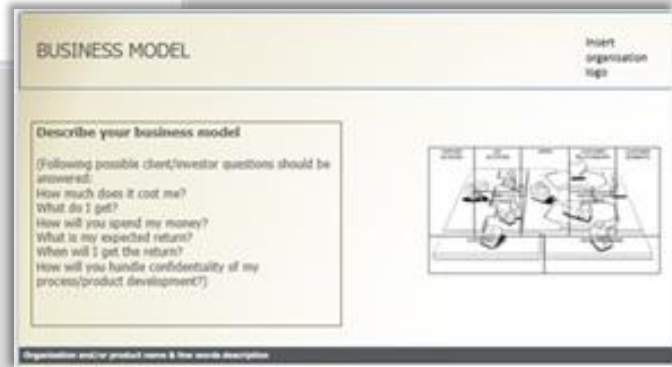 BUSINESS MODEL
Insert
organisation
logo
Describe your business model
(Following possible client/investor questions should be
answered:
How much does it cost me?
What do I get?
How will you spend my money?
What is my expected return?
When will I get the return?
How will you handle confidentiality of my
process/product development?)
Organisation and/or product name & few words description